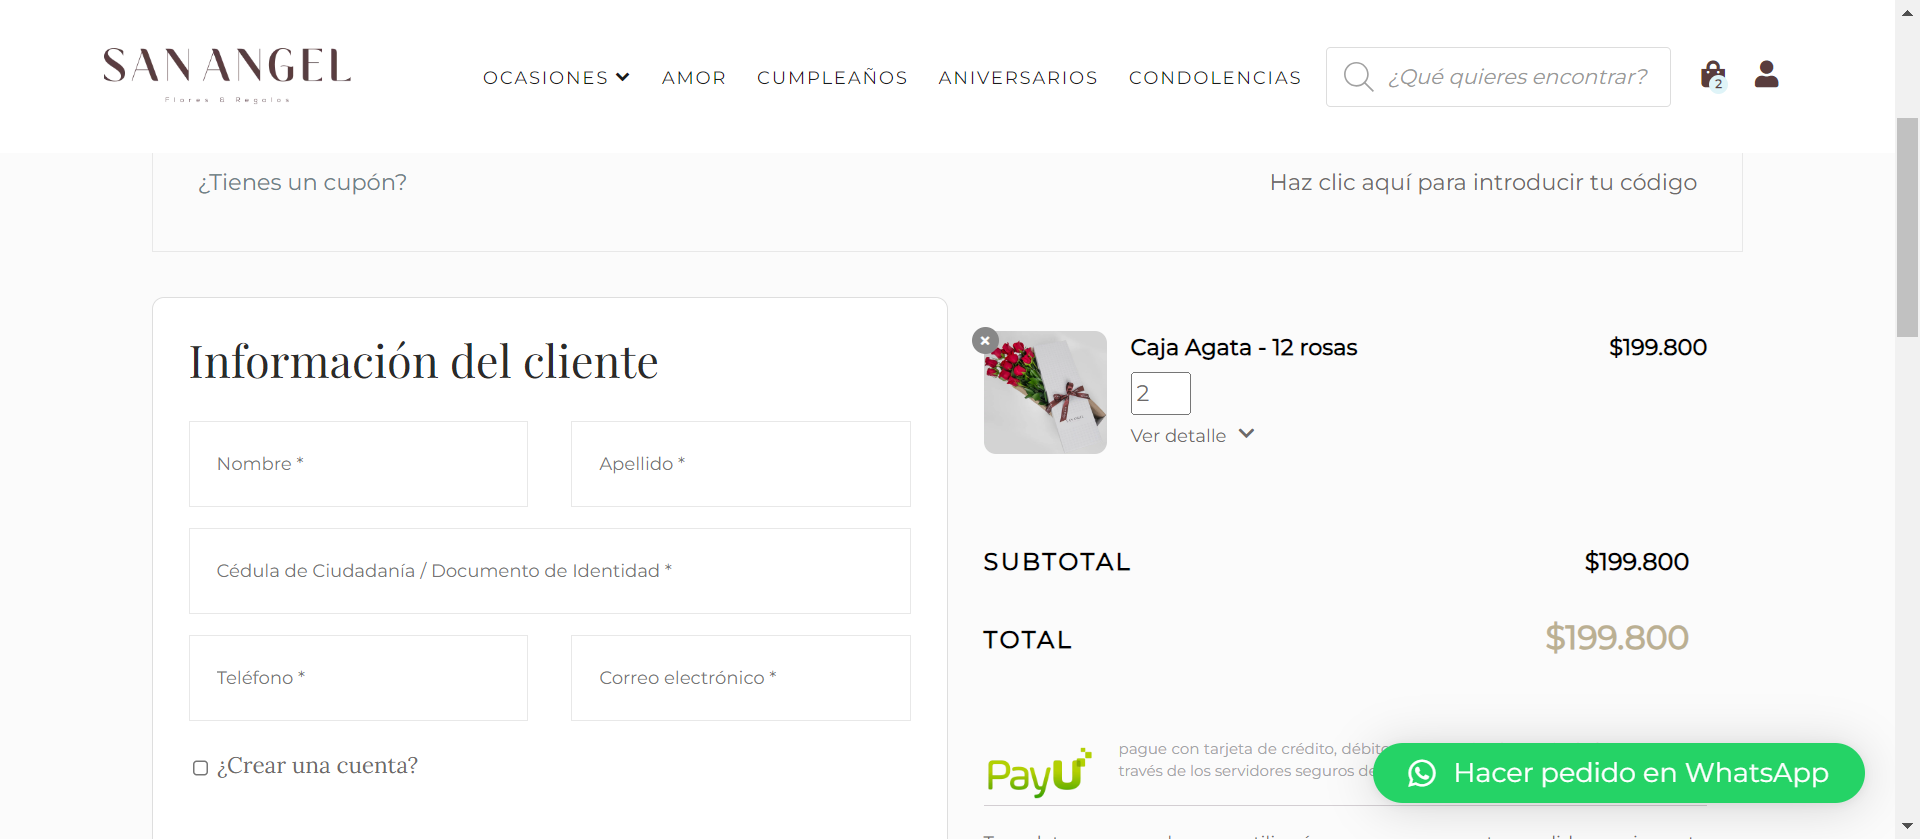 SAN ANGEL
Flores & Regalos
OCASIONES AMOR CUMPLEAÑOS ANIVERSARIOS CONDOLENCIAS
¿Qué quieres encontrar?
2
¿Tienes un cupón?
Haz clic aquí para introducir tu código
Información del cliente
Nombre *
Apellido *
Cédula de Ciudadanía / Documento de Identidad *
Teléfono *
Correo electrónico *
¿Crear una cuenta?
Caja Agata - 12 rosas $199.800
2
Ver detalle
SUBTOTAL $199.800
TOTAL $199.800
PayU
pague con tarjeta de crédito, débito
través de los servidores seguros de
Hacer pedido en WhatsApp